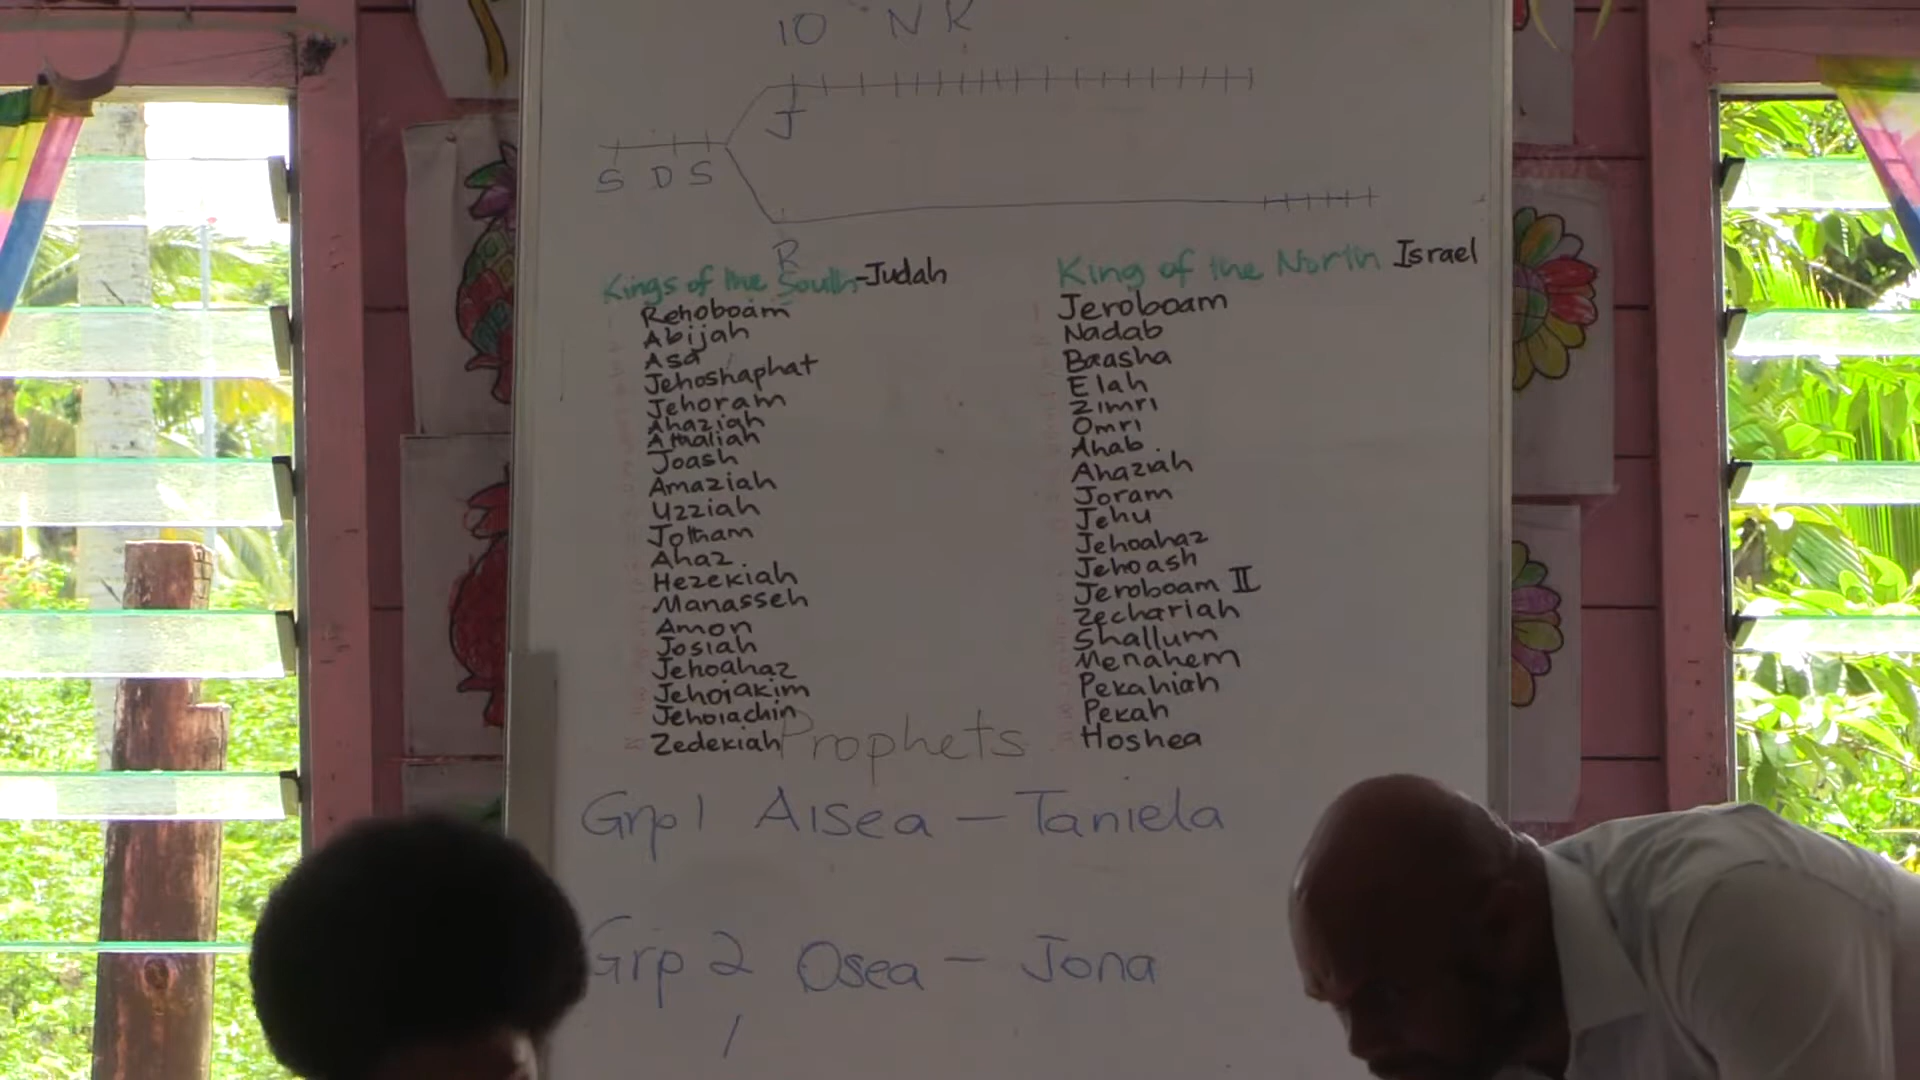 10 NR
J
S D S
R
Kings of the South-Judah
Rehoboam
Abijah
Asa
Jehoshaphat
Jehoram
Ahaziah
Athaliah
Joash
Amaziah
Uzziah
Jotham
Ahaz.
Hezekiah
Manasseh
Amon
Josiah
Jehoahaz
Jehoiakim
Jehoiachin
Zedekiah
King of the North Israel
Jeroboam
Nadab
Baasha
Elah
Zimri
Omri
Ahab.
Ahaziah
Joram
Jehu
Jehoahaz
Jehoash
Jeroboam II
Zechariah
Shallum
Menahem
Pekahiah
Pekah
Hoshea
Prophets
Grp 1 Aisea - Taniela
Grp 2 Osea - Jona